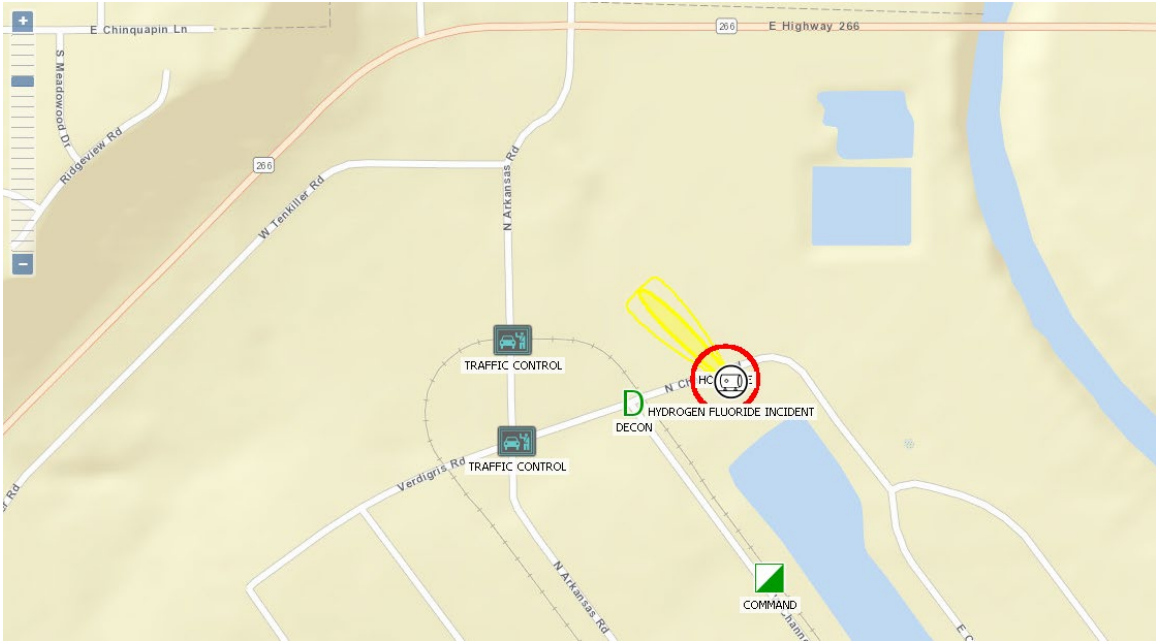 +
E Chinquapin Ln
266
E Highway 266
S Meadowood Dr
Ridgeview Rd
266
N Arkansas Rd
W Tenkiller Rd
TRAFFIC CONTROL
D
DECON
HYDROGEN FLUORIDE INCIDENT
TRAFFIC CONTROL
Verdigris Rd
N Arkansas Rd
COMMAND
−